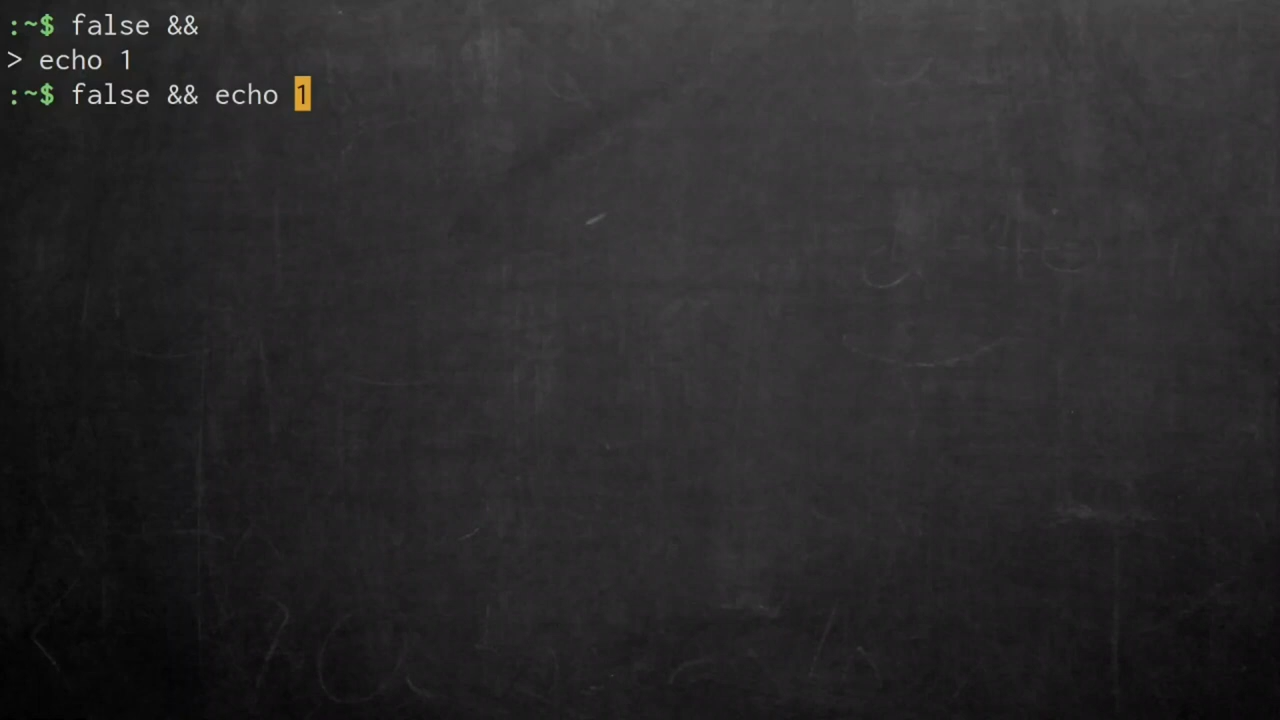 :~$ false &&
> echo 1
:~$ false && echo 1